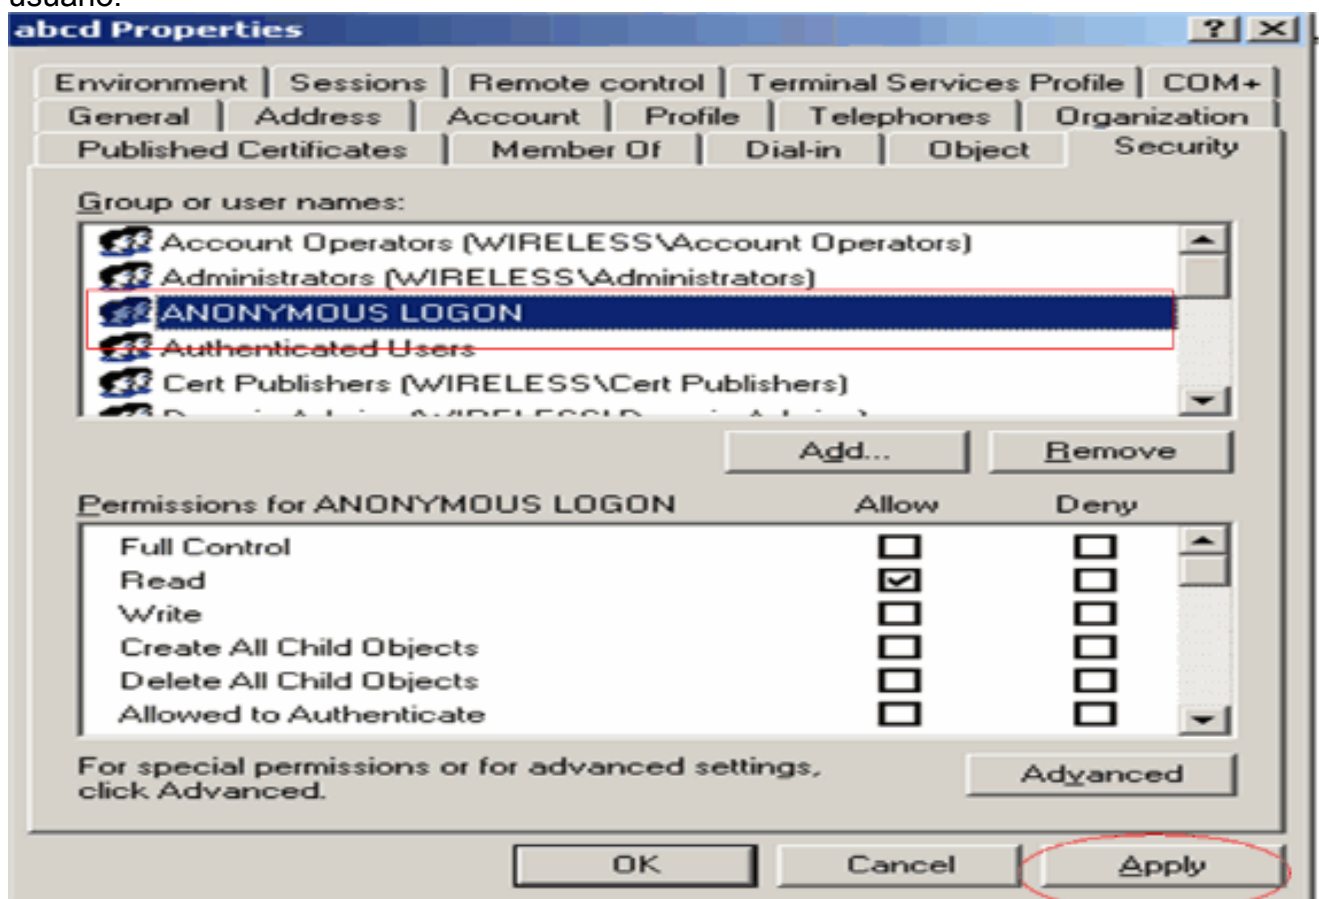 usuario.
abcd Properties
Environment Sessions Remote control Terminal Services Profile COM+
General Address Account Profile Telephones Organization
Published Certificates Member Of Dial-in Object Security
Group or user names:
Account Operators (WIRELESS\Account Operators)
Administrators (WIRELESS\Administrators)
ANONYMOUS LOGON
Authenticated Users
Cert Publishers (WIRELESS\Cert Publishers)
Add... Remove
Permissions for ANONYMOUS LOGON Allow Deny
Full Control
Read
Write
Create All Child Objects
Delete All Child Objects
Allowed to Authenticate
For special permissions or for advanced settings,
click Advanced.
Advanced
OK Cancel Apply